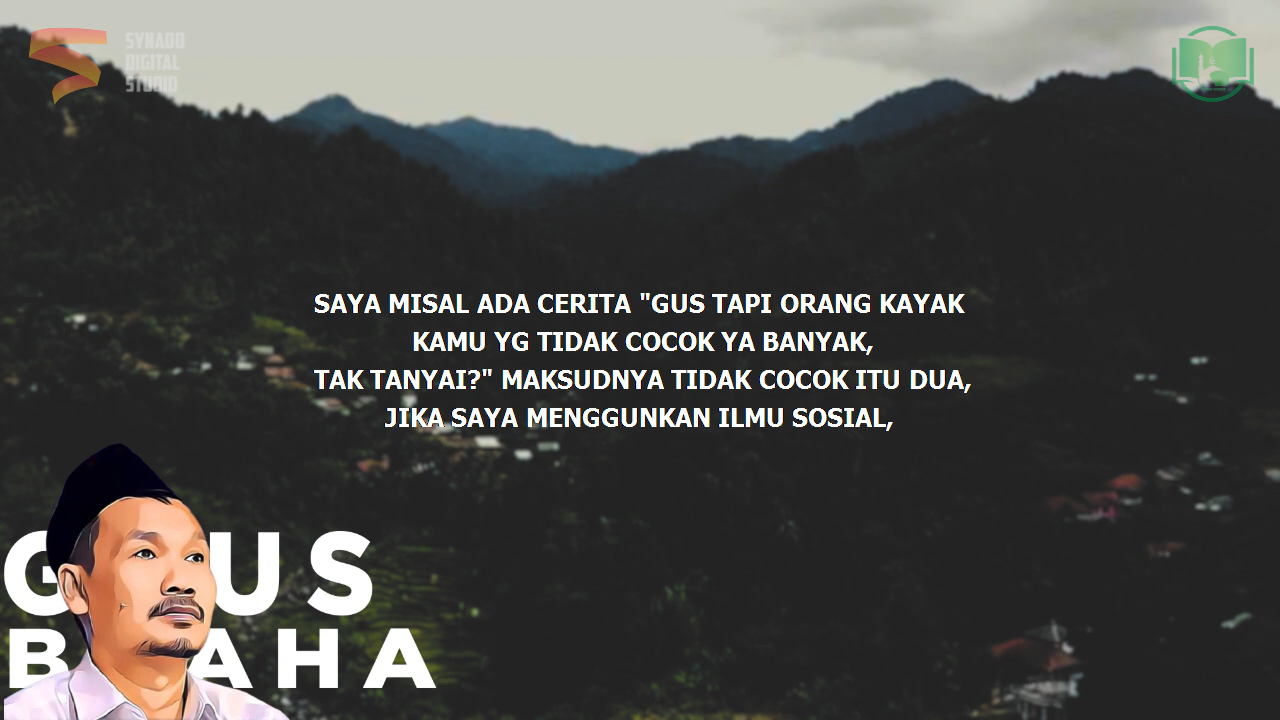 SYNADO
DIGITAL
STUDIO
SAYA MISAL ADA CERITA "GUS TAPI ORANG KAYAK
KAMU YG TIDAK COCOK YA BANYAK,
TAK TANYAI?" MAKSUDNYA TIDAK COCOK ITU DUA,
JIKA SAYA MENGGUNKAN ILMU SOSIAL,
GUS
BAHA